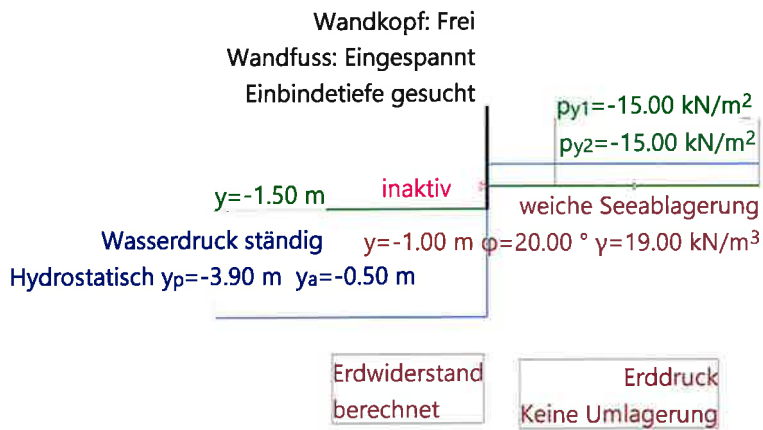 Wandkopf: Frei
Wandfuss: Eingespannt
Einbindetiefe gesucht
py1=-15.00 kN/m²
py2=-15.00 kN/m²
y=-1.50 m
inaktiv
weiche Seeablagerung
Wasserdruck ständig
y=-1.00 m φ=20.00 ° γ=19.00 kN/m³
Hydrostatisch yp=-3.90 m ya=-0.50 m
Erdwiderstand
berechnet
Erddruck
Keine Umlagerung